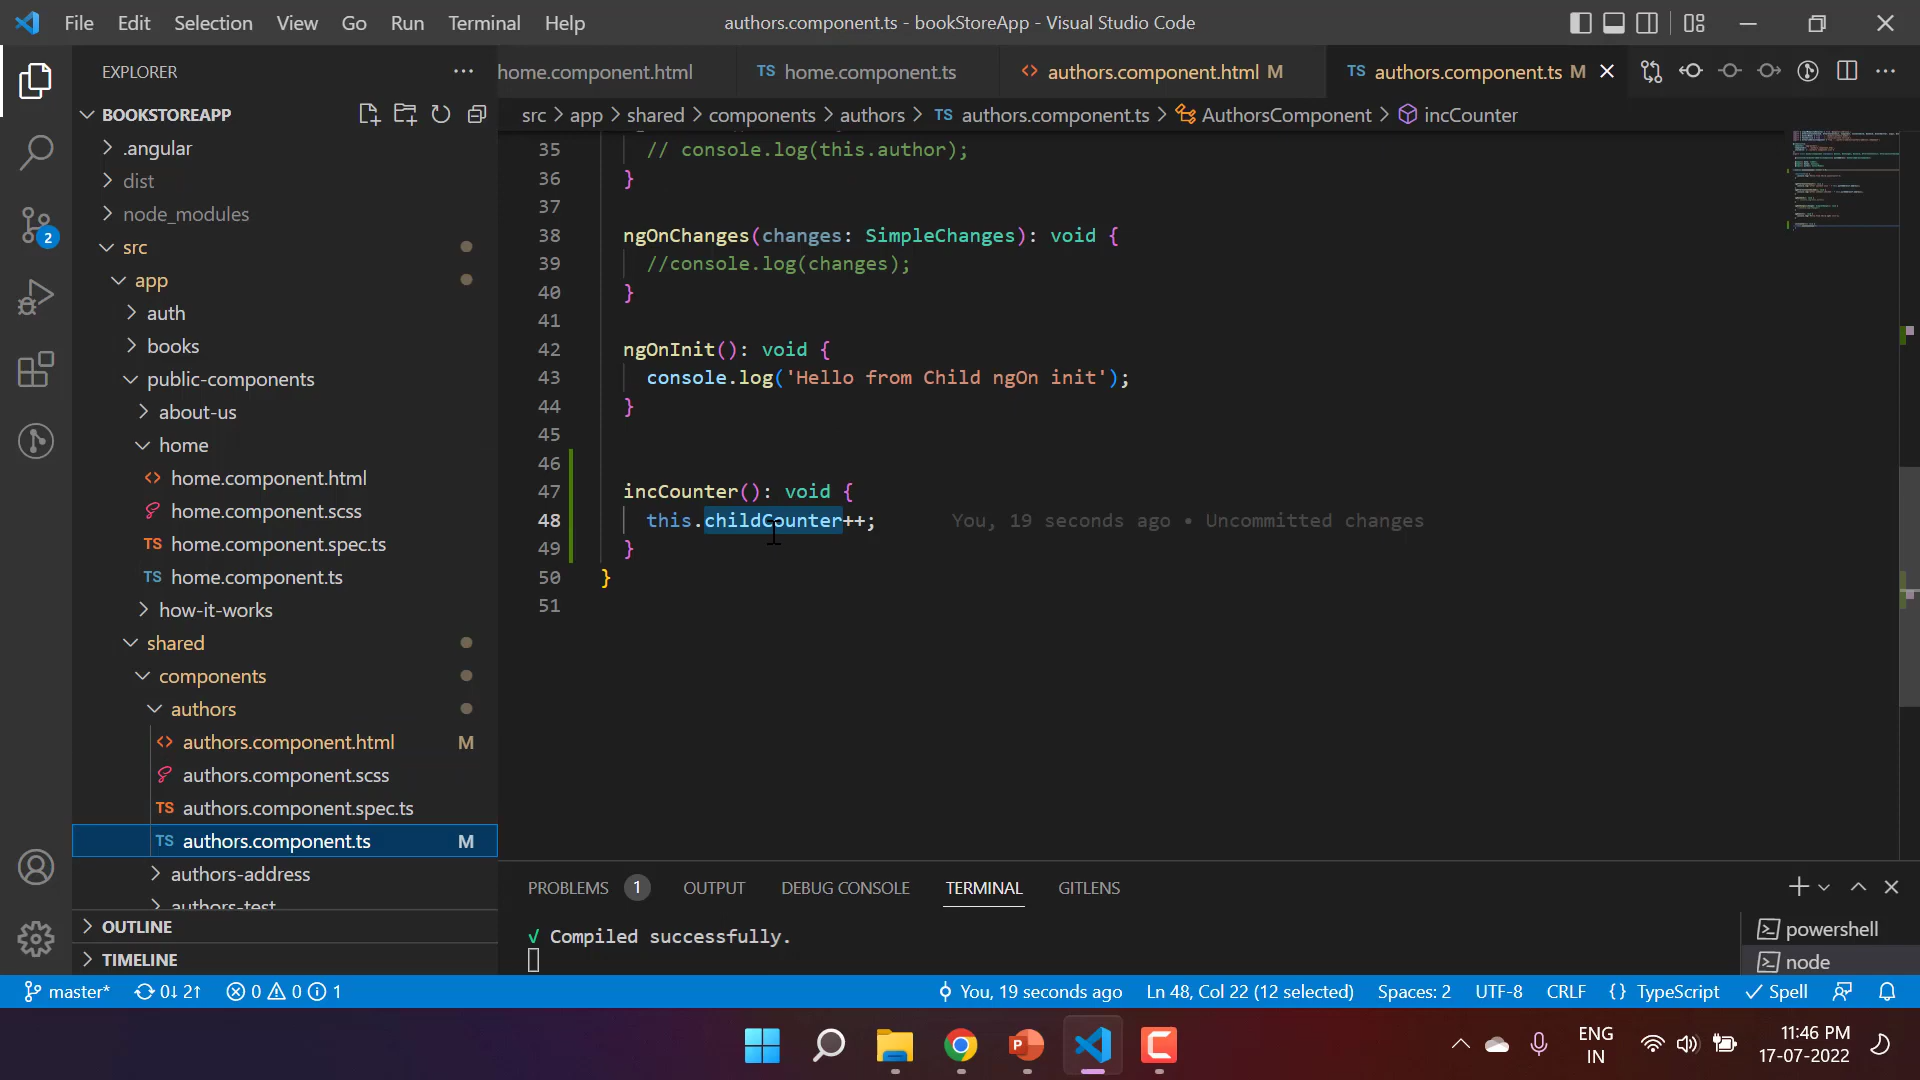 File Edit Selection View Go Run Terminal Help
authors.component.ts - bookStoreApp - Visual Studio Code
EXPLORER
home.component.html
TS home.component.ts
<> authors.component.html M
TS authors.component.ts M
BOOKSTOREAPP
src > app > shared > components > authors > TS authors.component.ts > AuthorsComponent > incCounter
.angular
dist
node_modules
src
app
auth
books
public-components
about-us
home
<> home.component.html
home.component.scss
TS home.component.spec.ts
TS home.component.ts
how-it-works
shared
components
authors
<> authors.component.html M
authors.component.scss
TS authors.component.spec.ts
TS authors.component.ts M
authors-address
authors-test
OUTLINE
TIMELINE
2
35 // console.log(this.author);
36 }
37
38 ngOnChanges(changes: SimpleChanges): void {
39 //console.log(changes);
40 }
41
42 ngOnInit(): void {
43 console.log('Hello from Child ngOn init');
44 }
45
46
47 incCounter(): void {
48 this.childCounter++; You, 19 seconds ago • Uncommitted changes
49 }
50 }
51
PROBLEMS 1 OUTPUT DEBUG CONSOLE TERMINAL GITLENS
√ Compiled successfully.
powershell
node
master* 0↓ 2↑ 0 0 1
You, 19 seconds ago Ln 48, Col 22 (12 selected) Spaces: 2 UTF-8 CRLF {} TypeScript Spell
P
C
ENG
IN
11:46 PM
17-07-2022